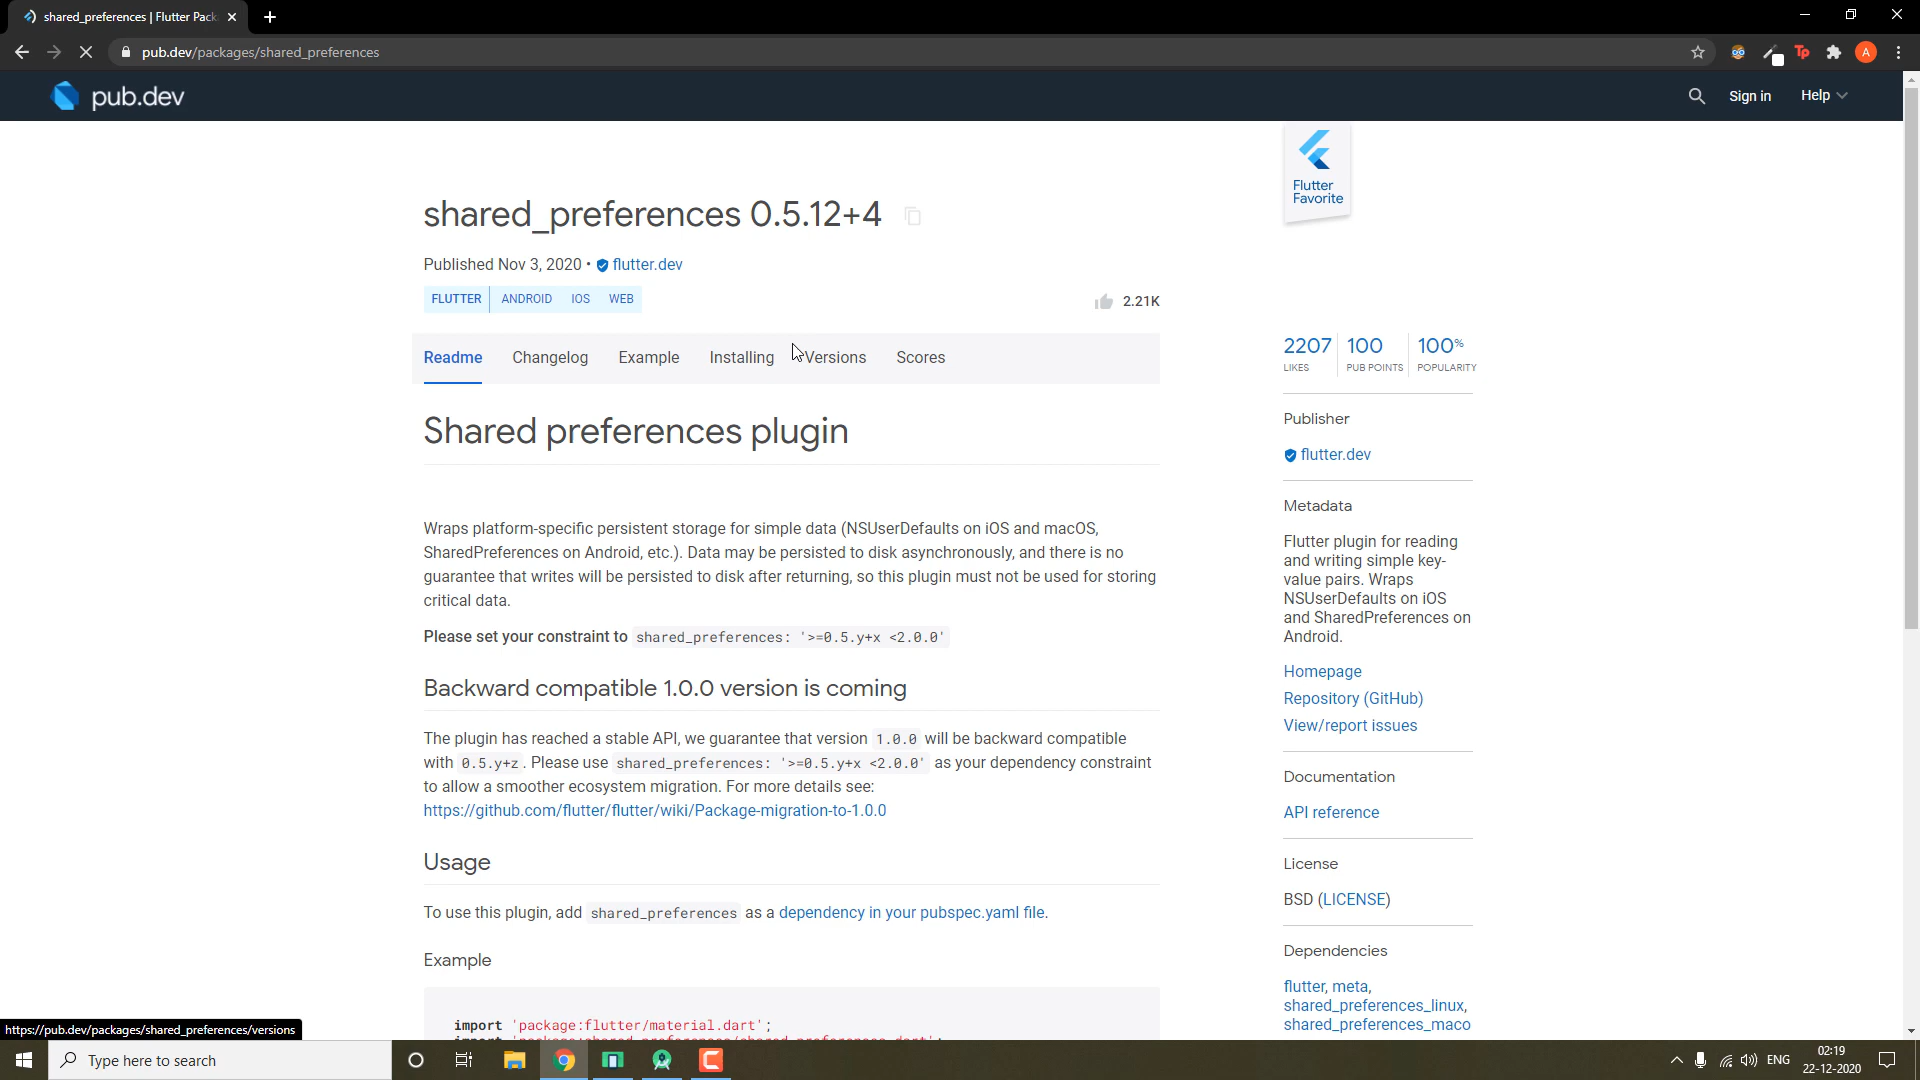 shared_preferences | Flutter Pack
pub.dev/packages/shared_preferences
Tp
A
pub.dev
Sign in
Help
Flutter
Favorite
shared_preferences 0.5.12+4
Published Nov 3, 2020 • flutter.dev
FLUTTER ANDROID IOS WEB
2.21K
Readme Changelog Example Installing Versions Scores
2207 100 100%
LIKES PUB POINTS POPULARITY
Shared preferences plugin
Wraps platform-specific persistent storage for simple data (NSUserDefaults on iOS and macOS,
SharedPreferences on Android, etc.). Data may be persisted to disk asynchronously, and there is no
guarantee that writes will be persisted to disk after returning, so this plugin must not be used for storing
critical data.
Please set your constraint to shared_preferences: '>=0.5.y+x <2.0.0'
Backward compatible 1.0.0 version is coming
The plugin has reached a stable API, we guarantee that version 1.0.0 will be backward compatible
with 0.5.y+z. Please use shared_preferences: '>=0.5.y+x <2.0.0' as your dependency constraint
to allow a smoother ecosystem migration. For more details see:
https://github.com/flutter/flutter/wiki/Package-migration-to-1.0.0
Usage
To use this plugin, add shared_preferences as a dependency in your pubspec.yaml file.
Example
import 'package:flutter/material.dart';
import 'package:shared_preferences/shared_preferences.dart';
Publisher
flutter.dev
Metadata
Flutter plugin for reading
and writing simple key-
value pairs. Wraps
NSUserDefaults on iOS
and SharedPreferences on
Android.
Homepage
Repository (GitHub)
View/report issues
Documentation
API reference
License
BSD (LICENSE)
Dependencies
flutter, meta,
shared_preferences_linux,
shared_preferences_maco
https://pub.dev/packages/shared_preferences/versions
Type here to search
ENG
02:19
22-12-2020